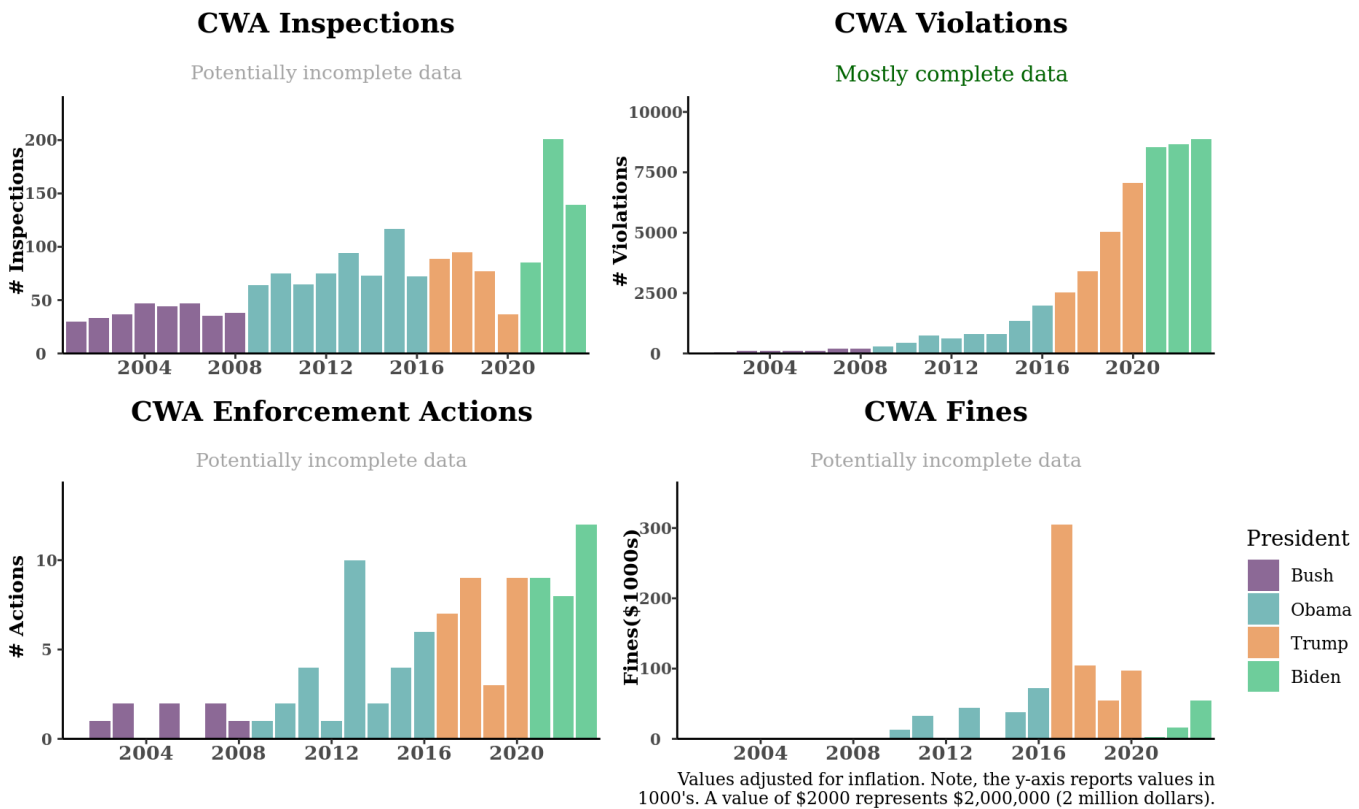 CWA Inspections
Potentially incomplete data
# Inspections
200
150
100
50
0
2004 2008 2012 2016 2020
CWA Violations
Mostly complete data
# Violations
10000
7500
5000
2500
0
2004 2008 2012 2016 2020
CWA Enforcement Actions
Potentially incomplete data
# Actions
10
5
0
2004 2008 2012 2016 2020
CWA Fines
Potentially incomplete data
Fines($1000s)
300
200
100
0
2004 2008 2012 2016 2020
President
Bush
Obama
Trump
Biden
Values adjusted for inflation. Note, the y-axis reports values in
1000's. A value of $2000 represents $2,000,000 (2 million dollars).